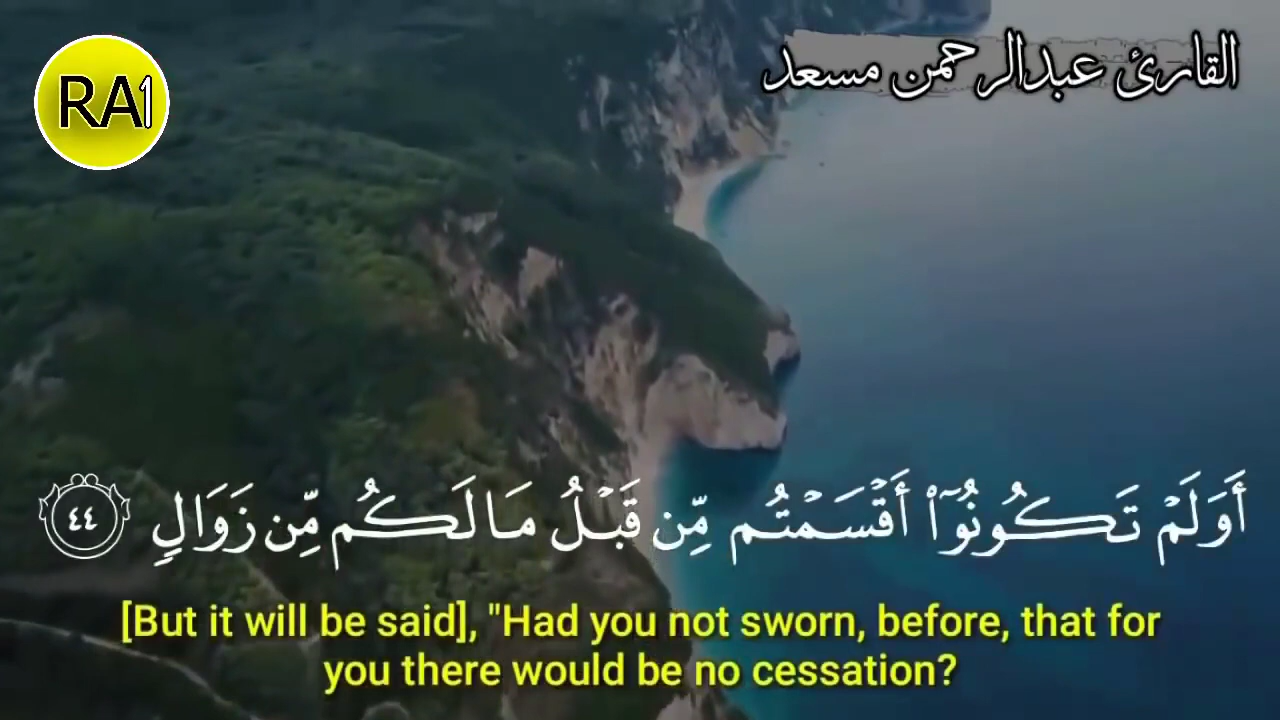 RA1
القارئ عبدالرحمن مسعد
أَوَلَمْ تَكُونُوٓا۟ أَقْسَمْتُم مِّن قَبْلُ مَا لَكُم مِّن زَوَالٍ ٤٤
[But it will be said], "Had you not sworn, before, that for
you there would be no cessation?